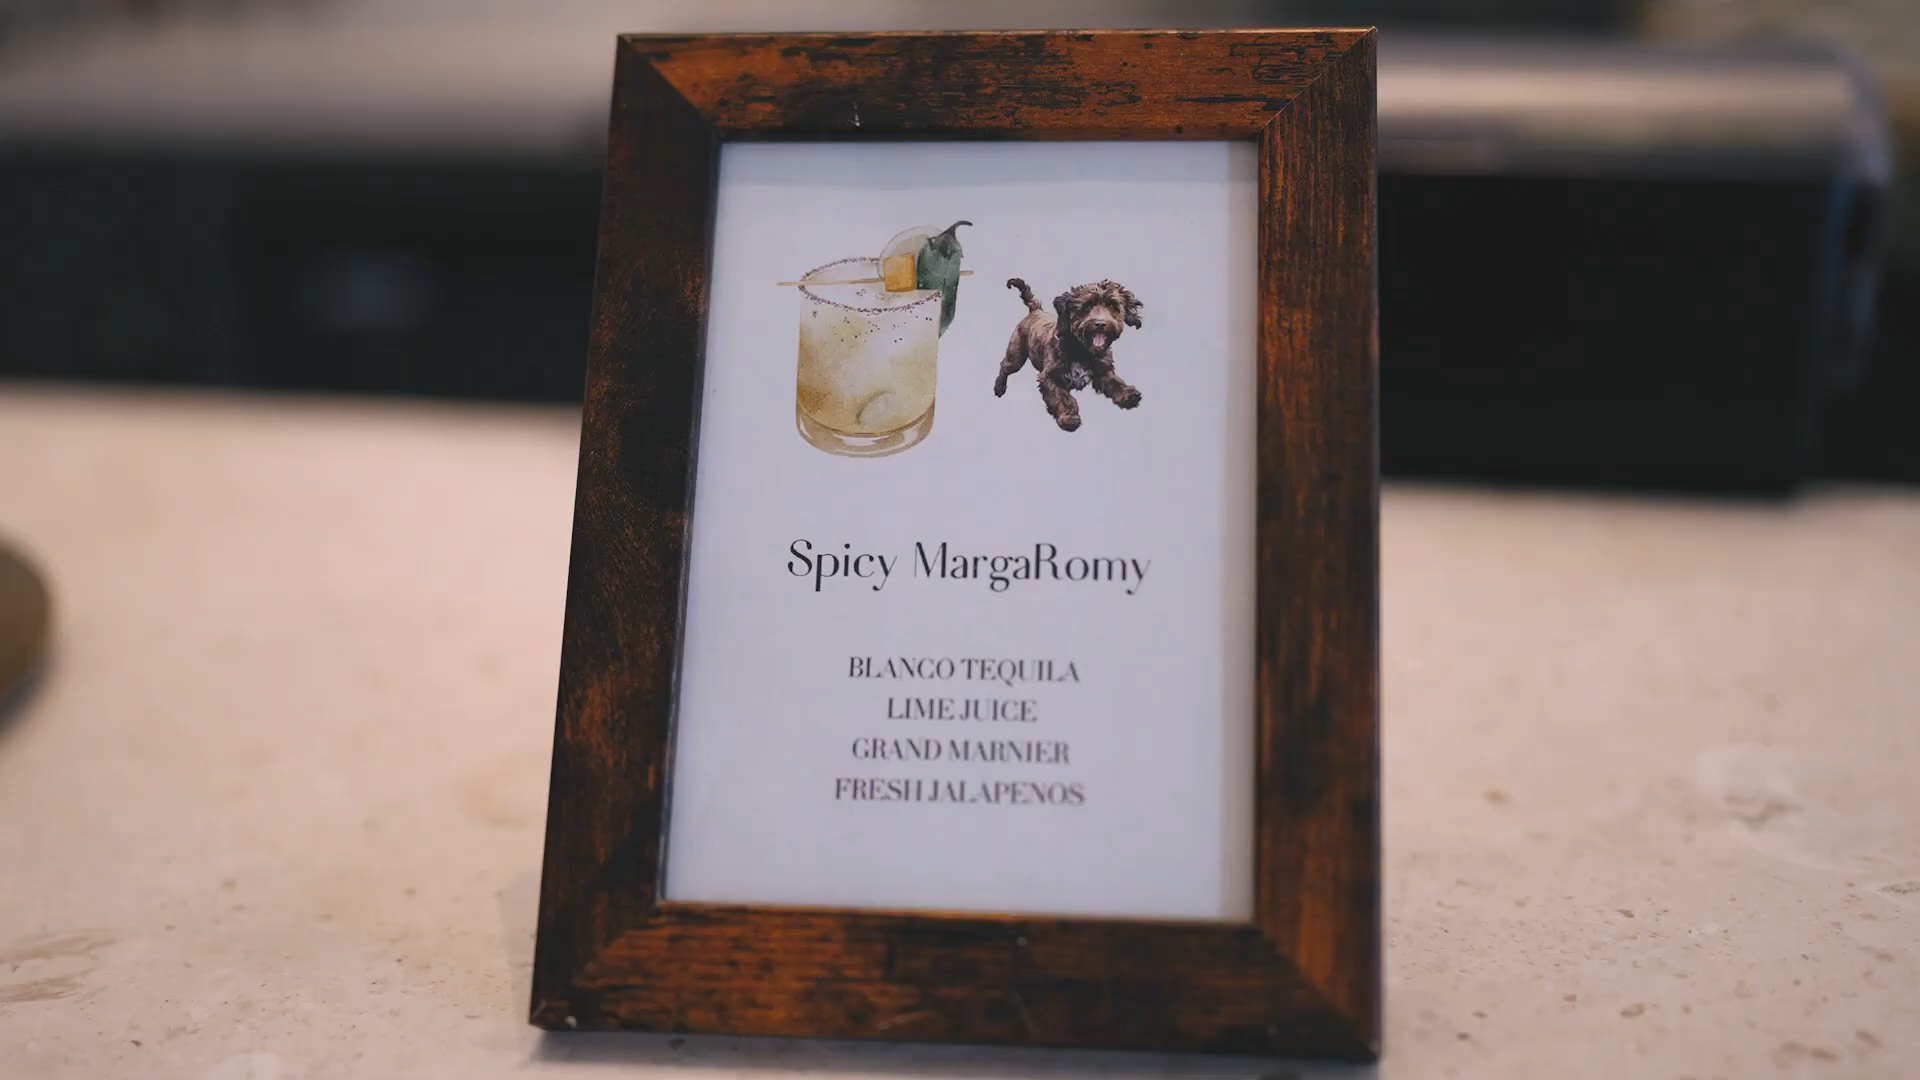 Spicy MargaRomy
BLANCO TEQUILA
LIME JUICE
GRAND MARNIER
FRESH JALAPENOS